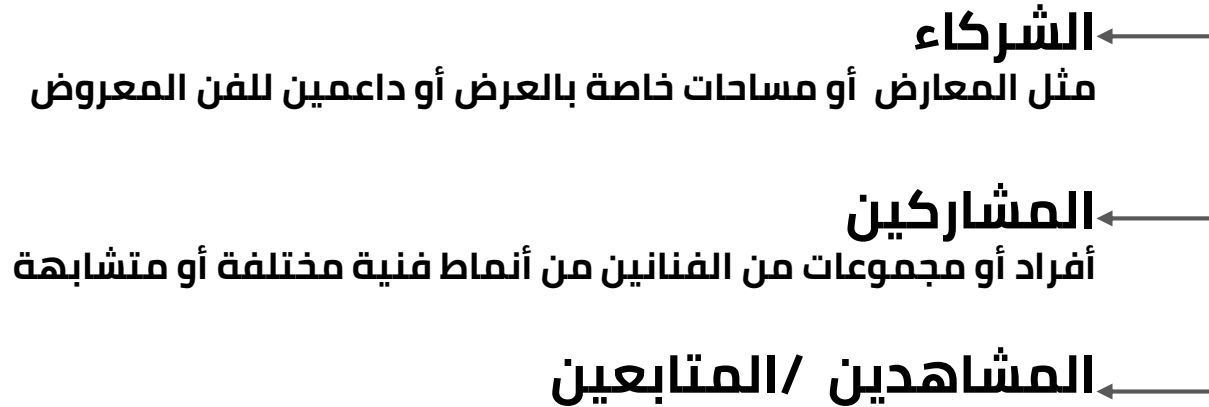 الشركاء
مثل المعارض أو مساحات خاصة بالعرض أو داعمين للفن المعروض
المشاركين
أفراد أو مجموعات من الفنانين من أنماط فنية مختلفة أو متشابهة
المشاهدين /المتابعين